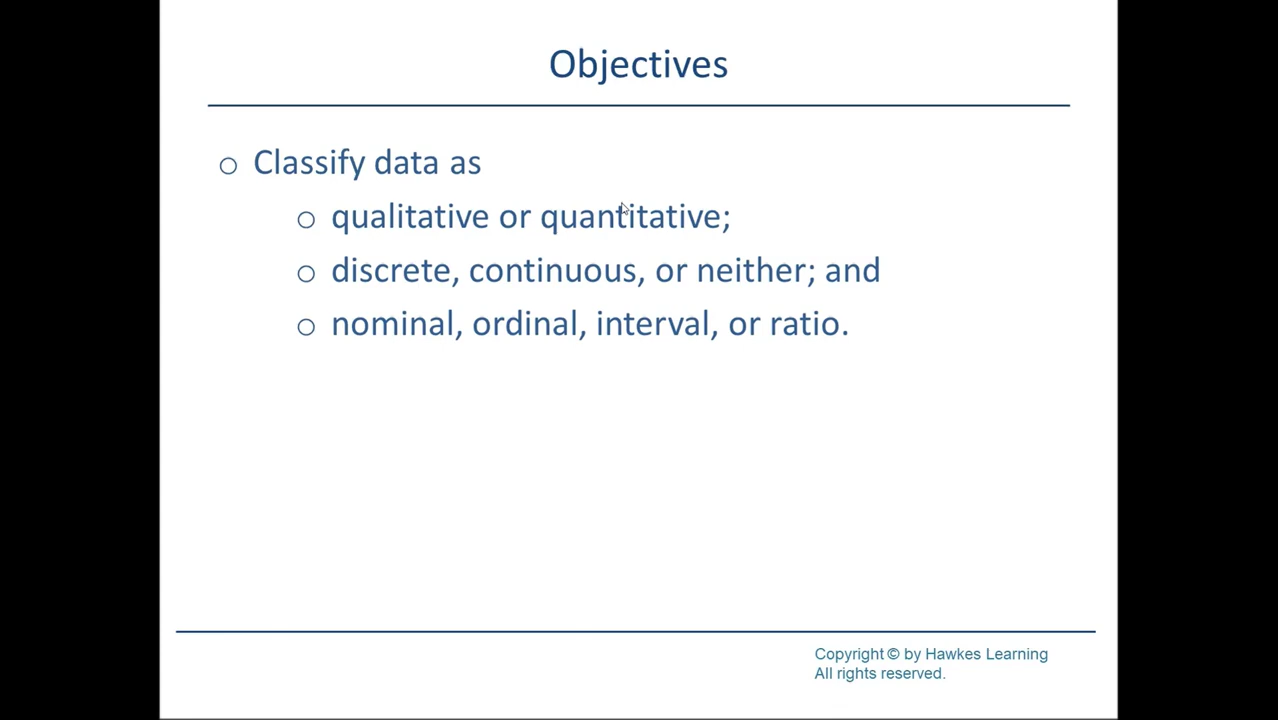 Objectives
Classify data as
qualitative or quantitative;
discrete, continuous, or neither; and
nominal, ordinal, interval, or ratio.
Copyright © by Hawkes Learning
All rights reserved.